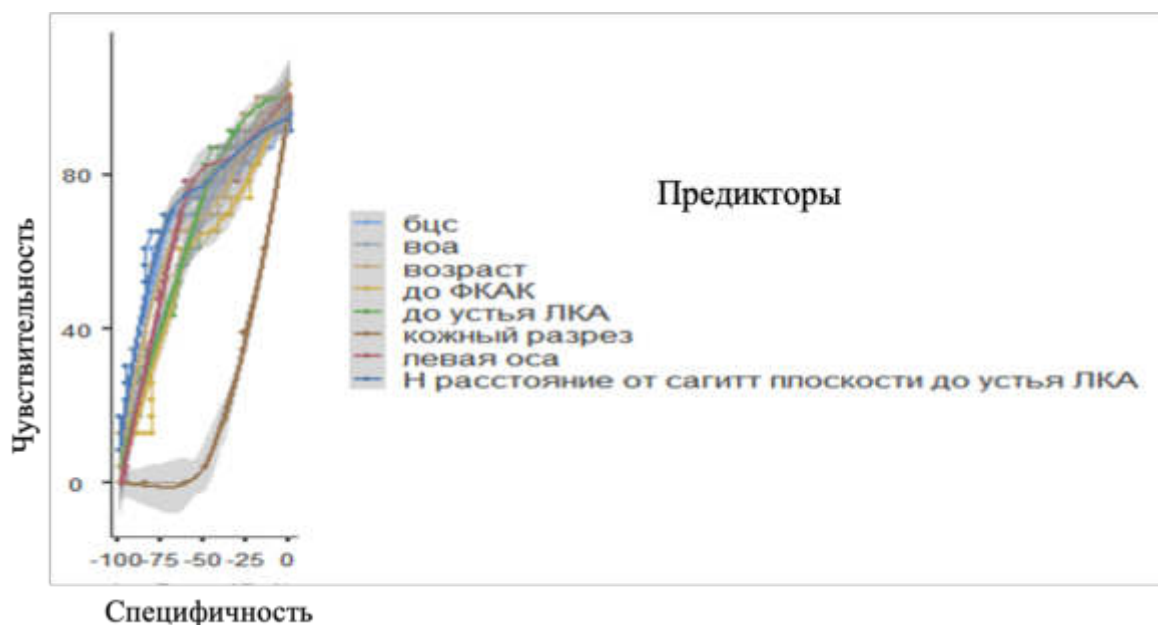 80
40
0
-100
-75
-50
-25
0
Чувствительность
Специфичность
Предикторы
бцс
воа
возраст
до ФКАК
до устья ЛКА
кожный разрез
левая оса
Н расстояние от сагитт плоскости до устья ЛКА